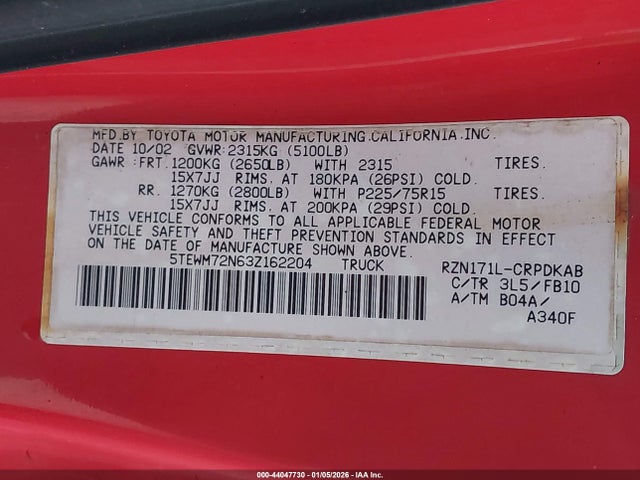 MFD.BY TOYOTA MOTOR MANUFACTURING.CALIFORNIA.INC.
DATE 10/02 GVWR:2315KG (5100LB)
GAWR :FRT.1200KG (2650LB) WITH 2315 TIRES.
15X7JJ RIMS. AT 180KPA (26PSI) COLD.
RR. 1270KG (2800LB) WITH P225/75R15 TIRES.
15X7JJ RIMS. AT 200KPA (29PSI) COLD.
THIS VEHICLE CONFORMS TO ALL APPLICABLE FEDERAL MOTOR
VEHICLE SAFETY AND THEFT PREVENTION STANDARDS IN EFFECT
ON THE DATE OF MANUFACTURE SHOWN ABOVE.
5TEWM72N63Z162204 TRUCK RZN171L-CRPDKAB
C/TR 3L5/FB10
A/TM B04A/
A340F
000-44047730 - 01/05/2026 - IAA Inc.